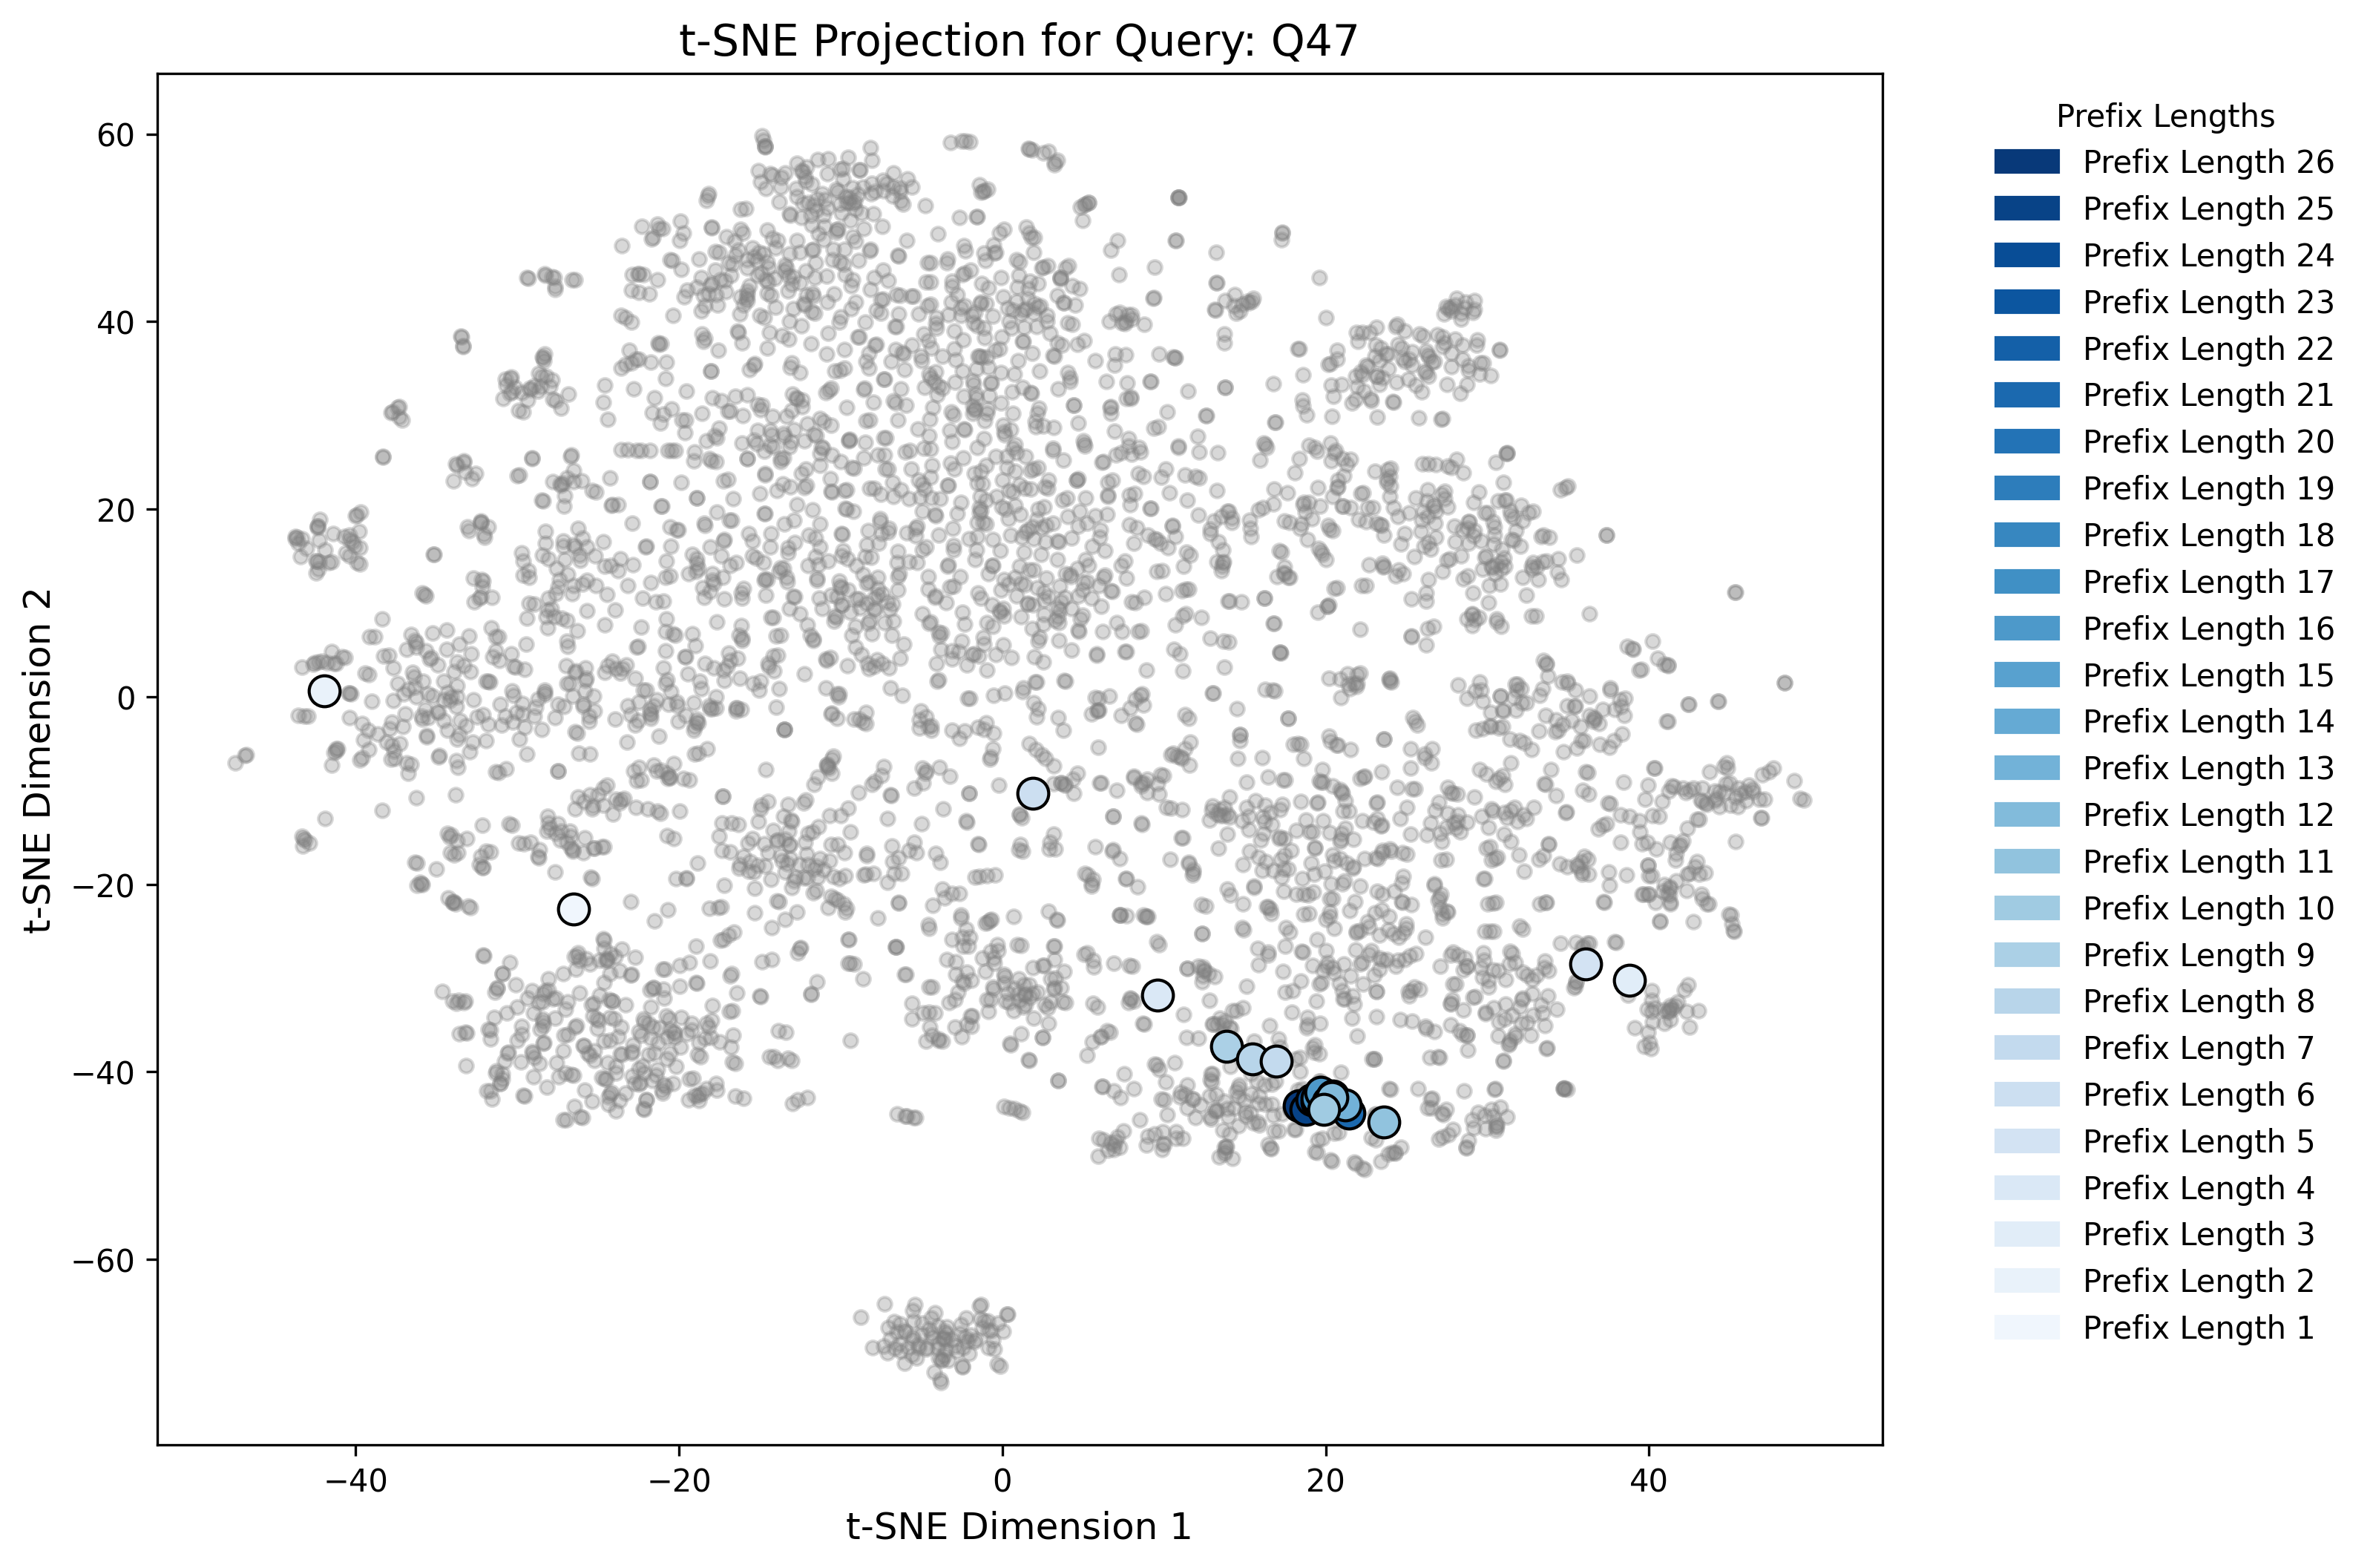 t-SNE Projection for Query: Q47
t-SNE Dimension 2
60
40
20
0
−20
−40
−60
−40
−20
0
20
40
t-SNE Dimension 1
Prefix Lengths
Prefix Length 26
Prefix Length 25
Prefix Length 24
Prefix Length 23
Prefix Length 22
Prefix Length 21
Prefix Length 20
Prefix Length 19
Prefix Length 18
Prefix Length 17
Prefix Length 16
Prefix Length 15
Prefix Length 14
Prefix Length 13
Prefix Length 12
Prefix Length 11
Prefix Length 10
Prefix Length 9
Prefix Length 8
Prefix Length 7
Prefix Length 6
Prefix Length 5
Prefix Length 4
Prefix Length 3
Prefix Length 2
Prefix Length 1